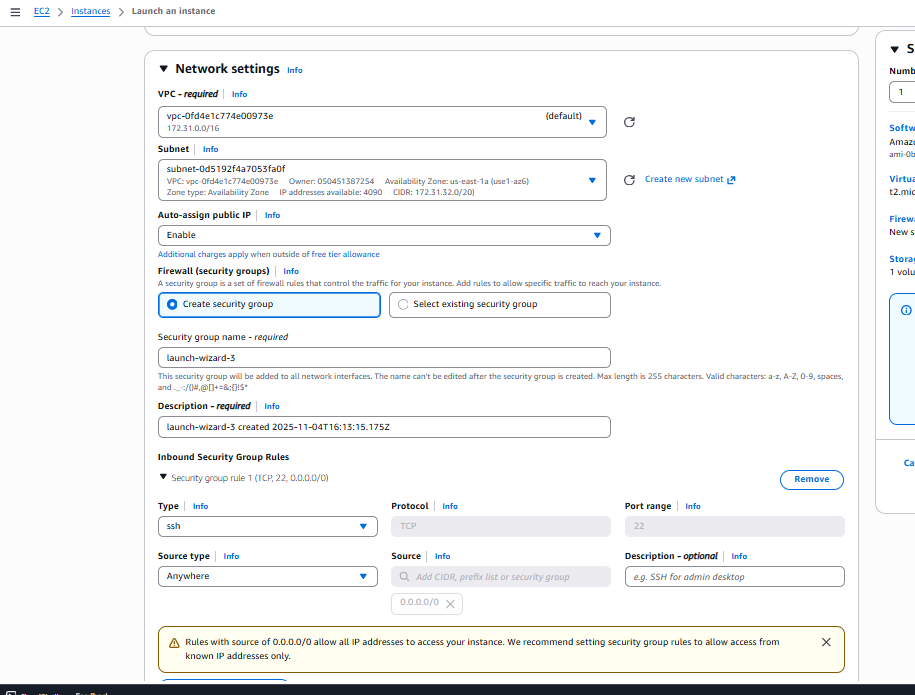 EC2 > Instances > Launch an instance
Network settings Info
VPC - required Info
vpc-0fd4e1c774e00973e (default)
172.31.0.0/16
Subnet Info
subnet-0d5192f4a7053fa0f
VPC: vpc-0fd4e1c774e00973e Owner: 050451387254 Availability Zone: us-east-1a (use1-az6)
Zone type: Availability Zone IP addresses available: 4090 CIDR: 172.31.32.0/20)
Create new subnet
Auto-assign public IP Info
Enable
Additional charges apply when outside of free tier allowance
Firewall (security groups) Info
A security group is a set of firewall rules that control the traffic for your instance. Add rules to allow specific traffic to reach your instance.
Create security group Select existing security group
Security group name - required
launch-wizard-3
This security group will be added to all network interfaces. The name can't be edited after the security group is created. Max length is 255 characters. Valid characters: a-z, A-Z, 0-9, spaces,
and ._-:/()#,@[]+=&;{}!$*
Description - required Info
launch-wizard-3 created 2025-11-04T16:13:15.175Z
Inbound Security Group Rules
Security group rule 1 (TCP, 22, 0.0.0.0/0) Remove
Type Info Protocol Info Port range Info
ssh TCP 22
Source type Info Source Info Description - optional Info
Anywhere Add CIDR, prefix list or security group e.g. SSH for admin desktop
0.0.0.0/0
Rules with source of 0.0.0.0/0 allow all IP addresses to access your instance. We recommend setting security group rules to allow access from
known IP addresses only.
S
Numb
1
Softw
Amazo
ami-0b
Virtua
t2.mic
Firewa
New s
Storag
1 volu
Ca